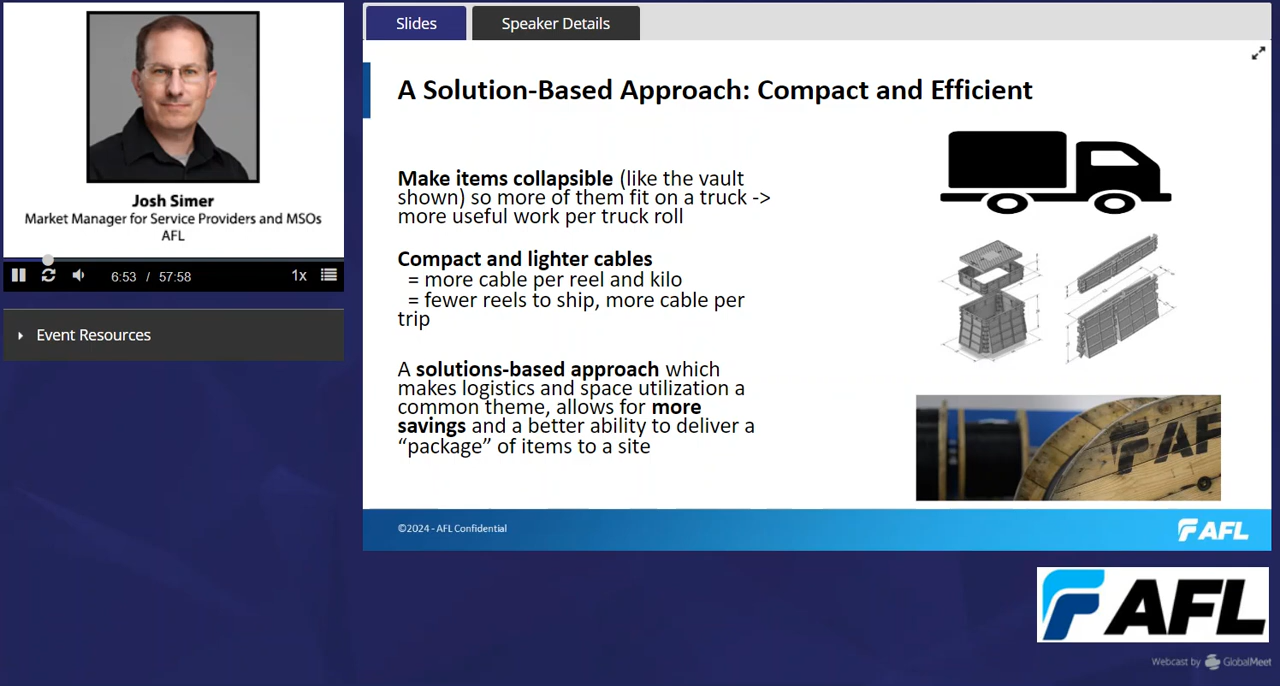 Josh Simer
Market Manager for Service Providers and MSOs
AFL
6:53 / 57:58
1x
Event Resources
Slides
Speaker Details
A Solution-Based Approach: Compact and Efficient
Make items collapsible (like the vault
shown) so more of them fit on a truck ->
more useful work per truck roll
Compact and lighter cables
= more cable per reel and kilo
= fewer reels to ship, more cable per
trip
A solutions-based approach which
makes logistics and space utilization a
common theme, allows for more
savings and a better ability to deliver a
“package” of items to a site
AFL
©2024 - AFL Confidential
AFL
AFL
Webcast by GlobalMeet